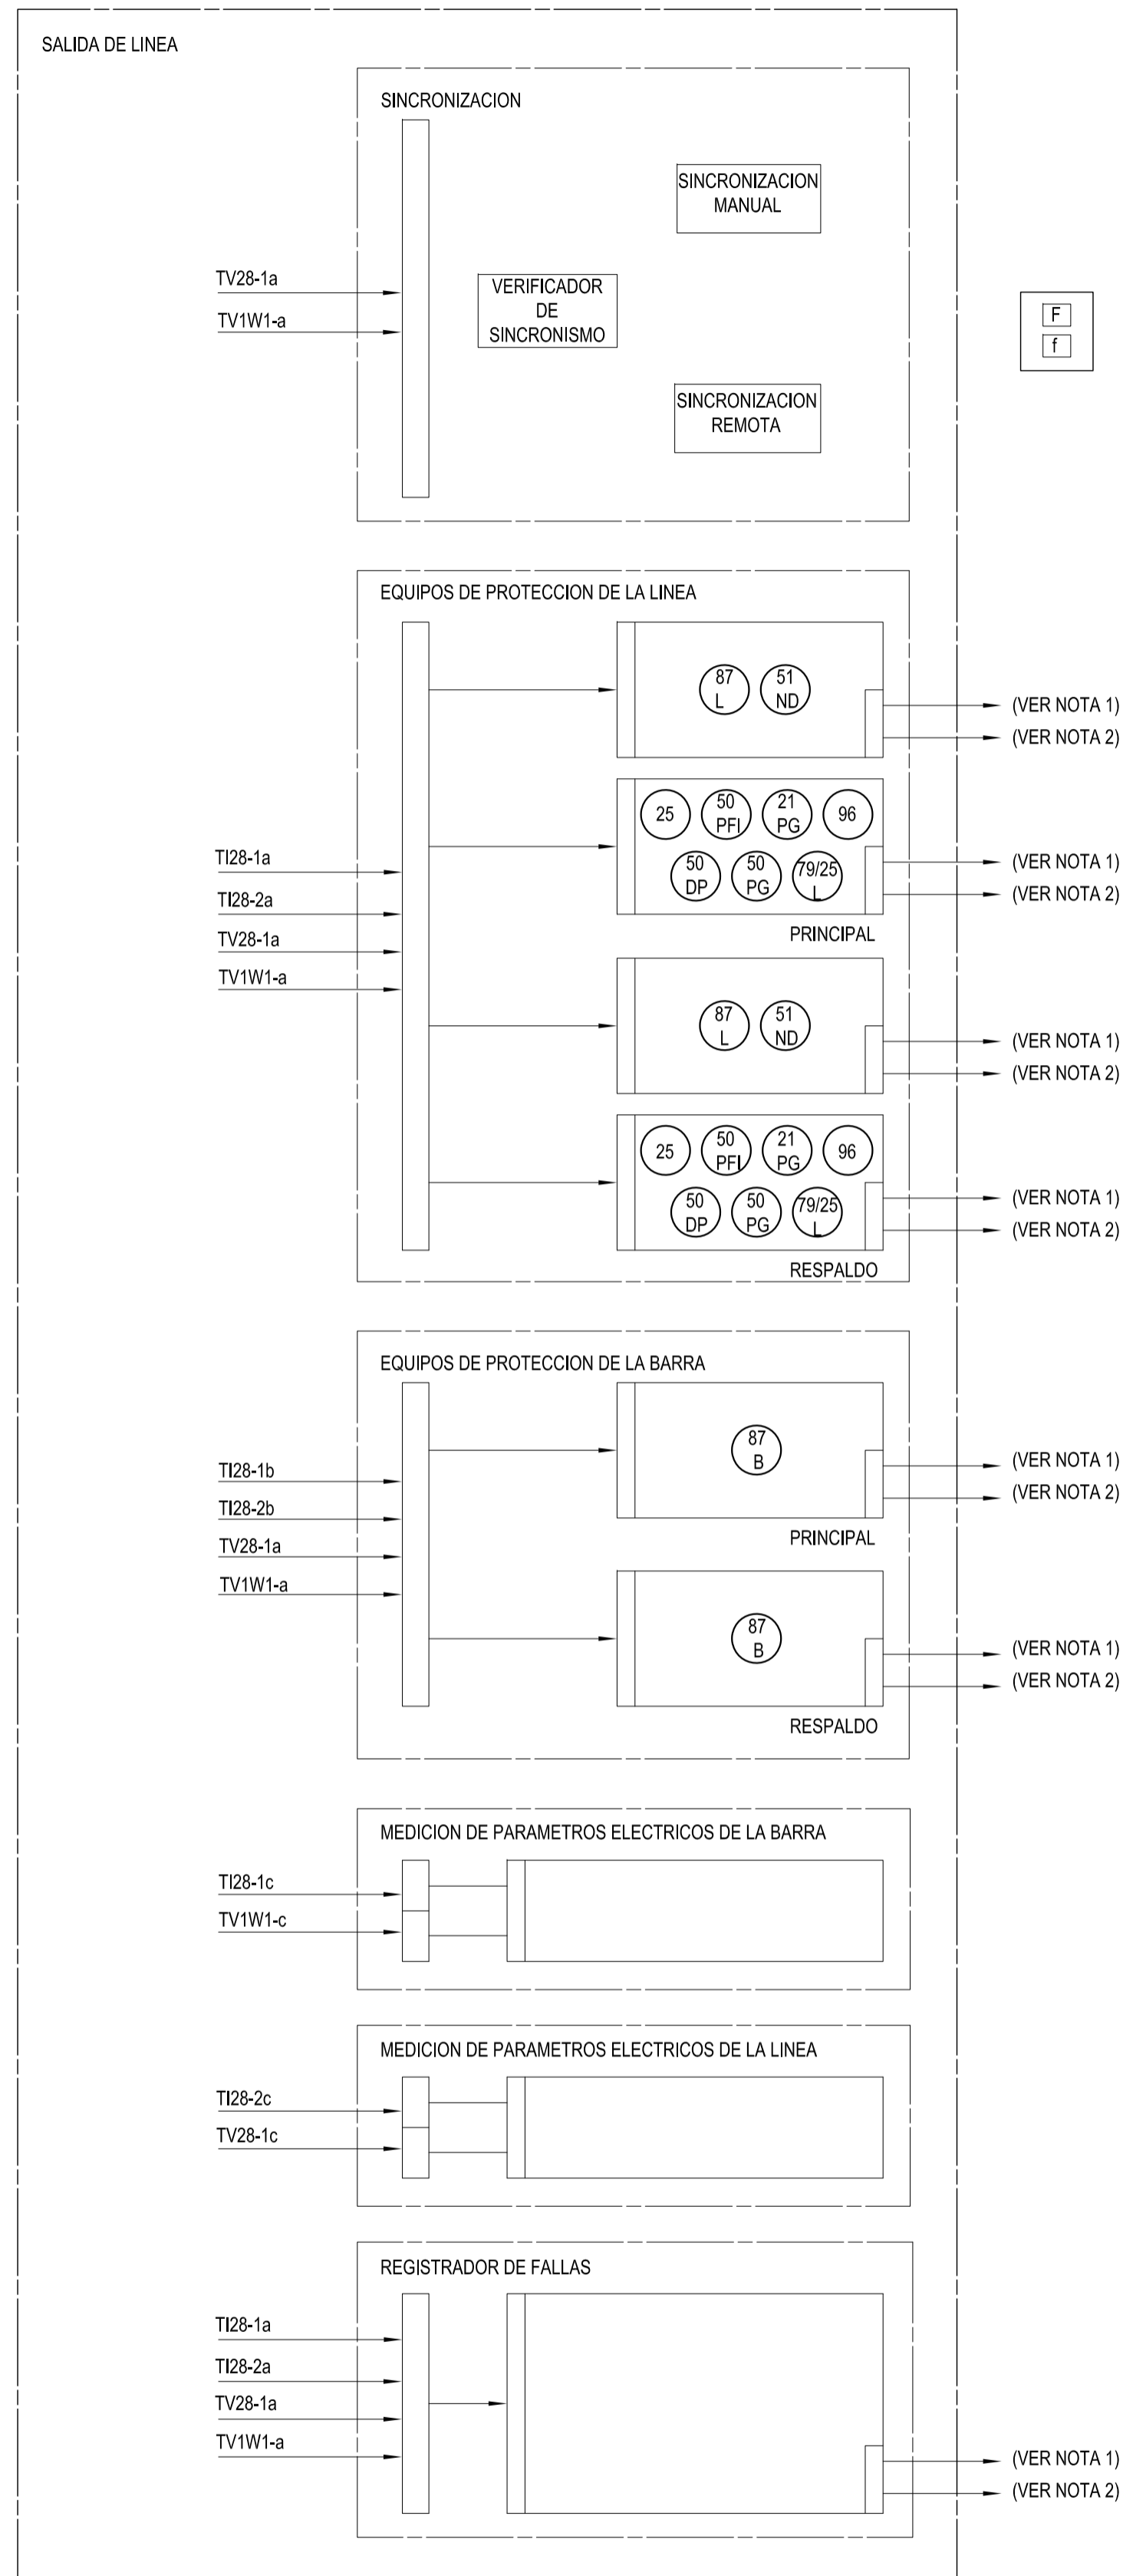 SALIDA DE LINEA
SINCRONIZACION
SINCRONIZACION
MANUAL
TV28-1a
TV1W1-a
VERIFICADOR
DE
SINCRONISMO
F
f
SINCRONIZACION
REMOTA
EQUIPOS DE PROTECCION DE LA LINEA
87
L
51
ND
(VER NOTA 1)
(VER NOTA 2)
25
50
PFI
21
PG
96
50
DP
50
PG
79/25
L
(VER NOTA 1)
(VER NOTA 2)
TI28-1a
TI28-2a
TV28-1a
TV1W1-a
PRINCIPAL
87
L
51
ND
(VER NOTA 1)
(VER NOTA 2)
25
50
PFI
21
PG
96
50
DP
50
PG
79/25
L
(VER NOTA 1)
(VER NOTA 2)
RESPALDO
EQUIPOS DE PROTECCION DE LA BARRA
87
B
(VER NOTA 1)
(VER NOTA 2)
TI28-1b
TI28-2b
TV28-1a
TV1W1-a
PRINCIPAL
87
B
(VER NOTA 1)
(VER NOTA 2)
RESPALDO
MEDICION DE PARAMETROS ELECTRICOS DE LA BARRA
TI28-1c
TV1W1-c
MEDICION DE PARAMETROS ELECTRICOS DE LA LINEA
TI28-2c
TV28-1c
REGISTRADOR DE FALLAS
TI28-1a
TI28-2a
TV28-1a
TV1W1-a
(VER NOTA 1)
(VER NOTA 2)